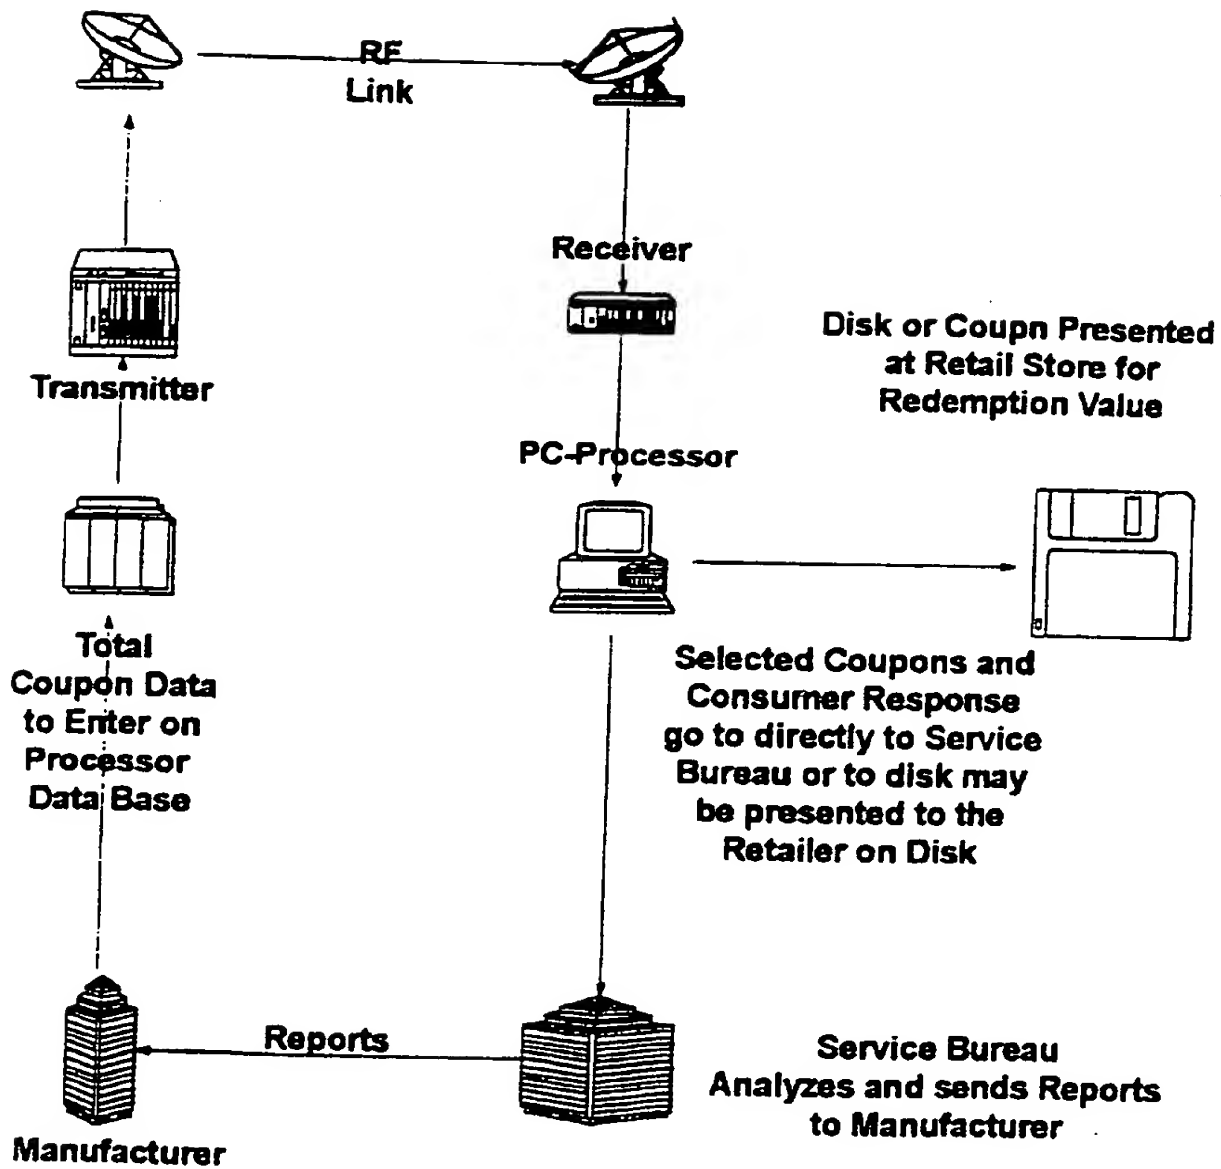 RF
Link
Receiver
Disk or Coupn Presented
at Retail Store for
Redemption Value
Transmitter
PC-Processor
Total
Coupon Data
to Enter on
Processor
Data Base
Selected Coupons and
Consumer Response
go to directly to Service
Bureau or to disk may
be presented to the
Retailer on Disk
Reports
Service Bureau
Analyzes and sends Reports
to Manufacturer
Manufacturer